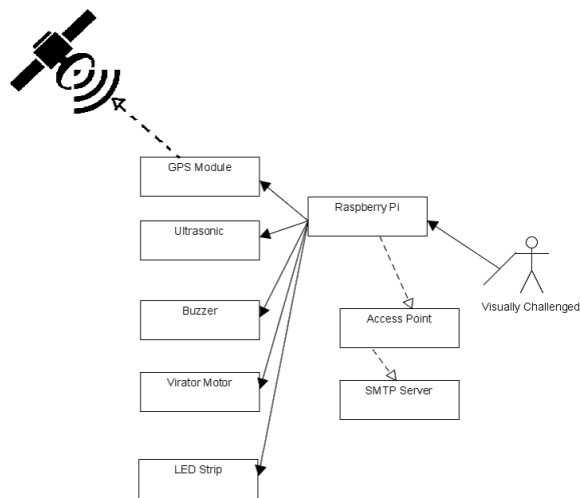 GPS Module
Raspberry Pi
Ultrasonic
Visually Challenged
Buzzer
Access Point
Virator Motor
SMTP Server
LED Strip